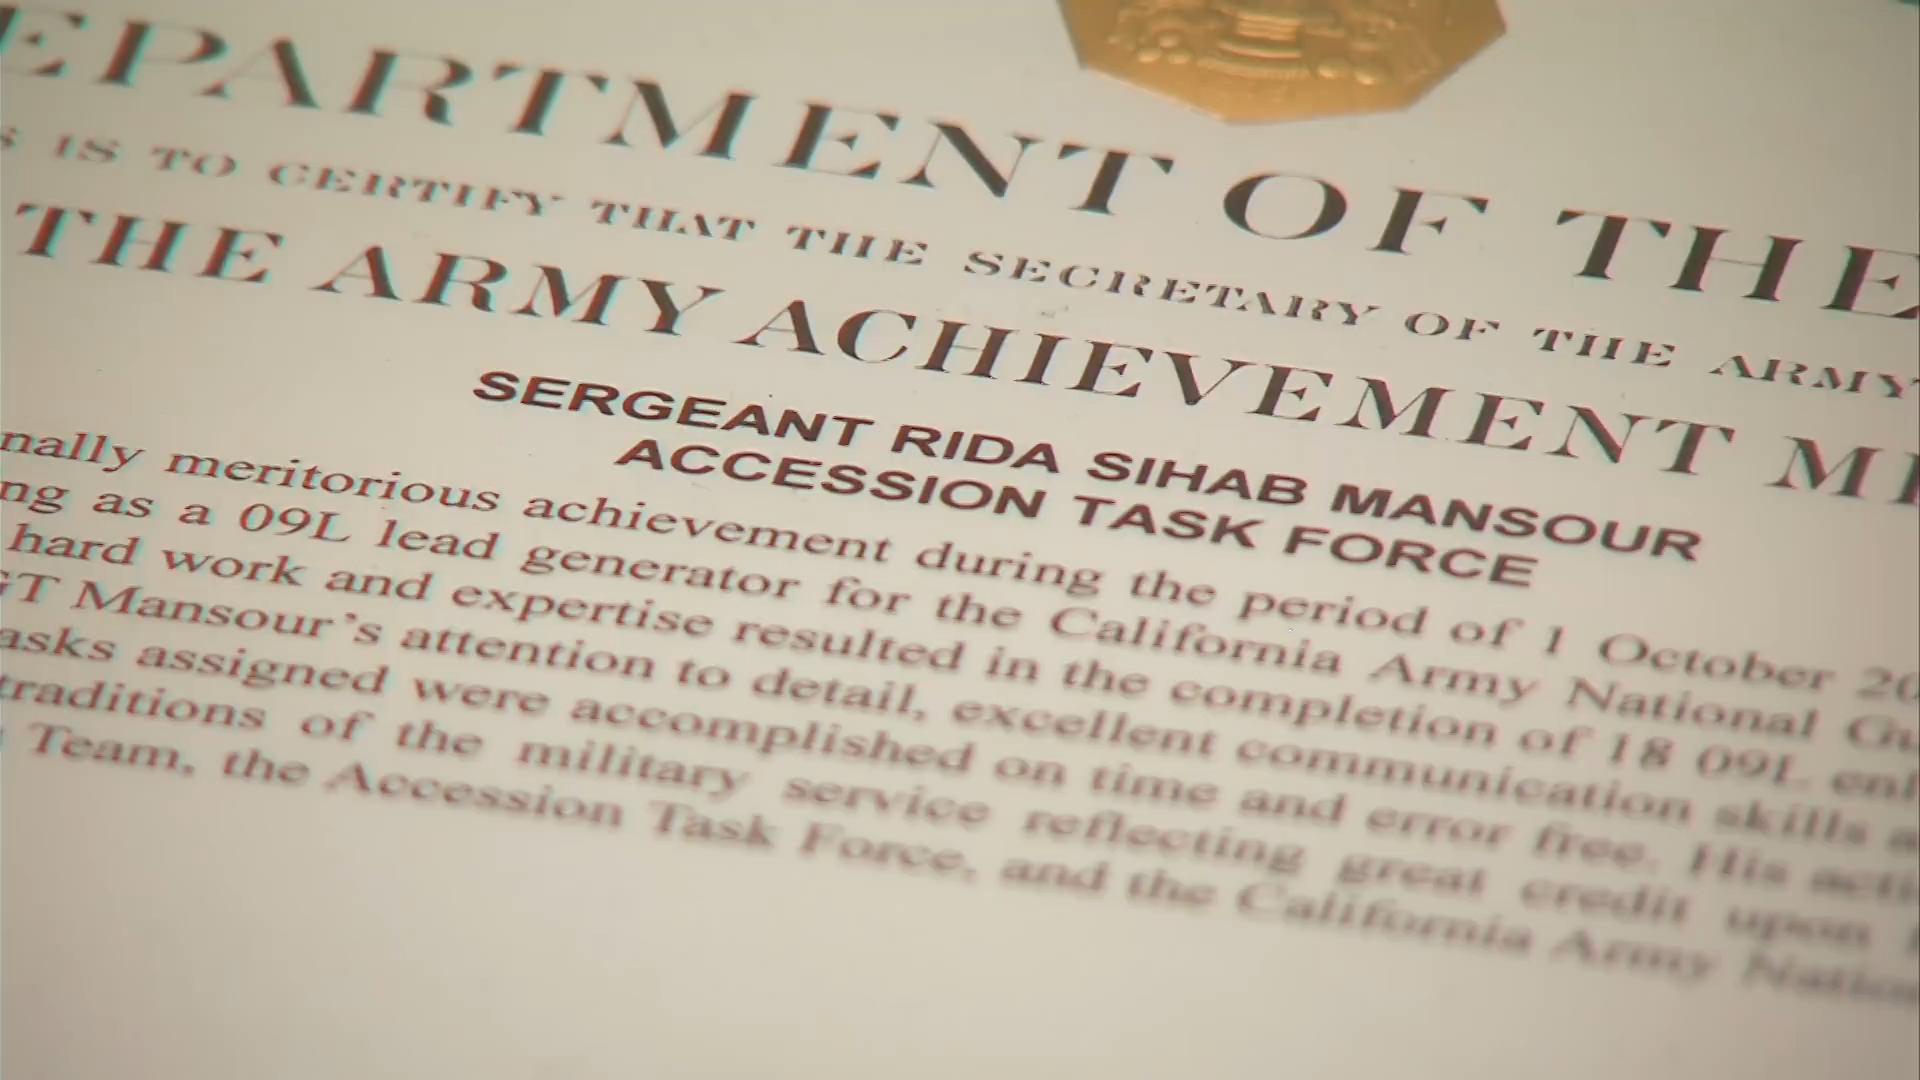 EPARTMENT OF THE
S IS TO CERTIFY THAT THE SECRETARY OF THE ARMY
THE ARMY ACHIEVEMENT ME
SERGEANT RIDA SIHAB MANSOUR
ACCESSION TASK FORCE
nally meritorious achievement during the period of 1 October 20
ng as a 09L lead generator for the California Army National Gu
hard work and expertise resulted in the completion of 18 09L enl
GT Mansour's attention to detail, excellent communication skills a
asks assigned were accomplished on time and error free. His acti
traditions of the military service reflecting great credit upon
Team, the Accession Task Force, and the California Army Nation